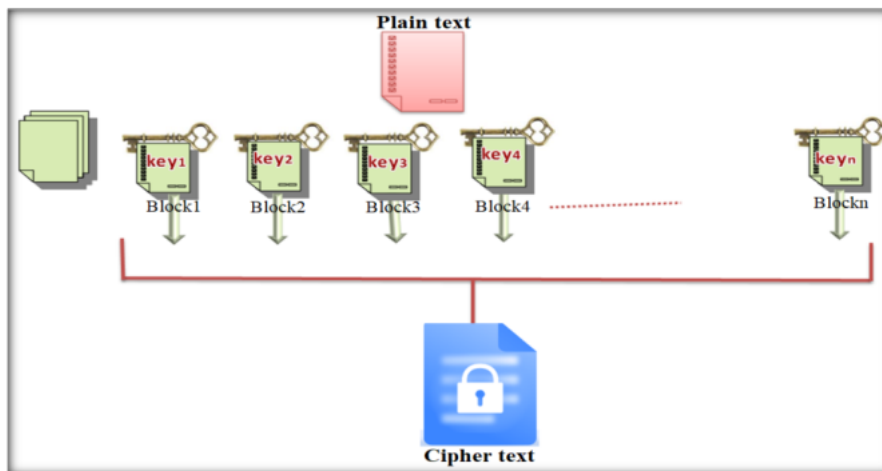 Plain text
key1 key2 key3 key4 keyn
Block1 Block2 Block3 Block4 Blockn
Cipher text